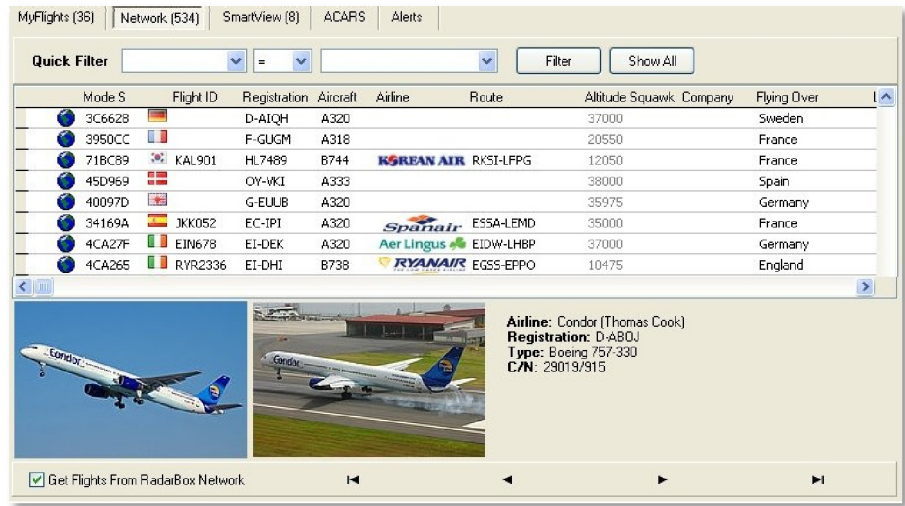 MyFlights (36) Network (534) SmartView (8) ACARS Alerts
Quick Filter = Filter Show All
Mode S Flight ID Registration Aircraft Airline Route Altitude Squawk Company Flying Over
3C6628 D-AIQH A320 37000 Sweden
3950CC F-GUGM A318 20550 France
71BC89 KAL901 HL7489 B744 KOREAN AIR RKSI-LFPG 12050 France
45D969 OY-VKI A333 38000 Spain
40097D G-EUUB A320 35975 Germany
34169A JKK052 EC-IPI A320 Spanair ESSA-LEMD 35000 France
4CA27F EIN678 EI-DEK A320 Aer Lingus EIDW-LHBP 37000 Germany
4CA265 RYR2336 EI-DHI B738 RYANAIR EGSS-EPPO 10475 England
Condor
Condor
Airline: Condor (Thomas Cook)
Registration: D-ABOJ
Type: Boeing 757-330
C/N: 29019/915
Get Flights From RadarBox Network